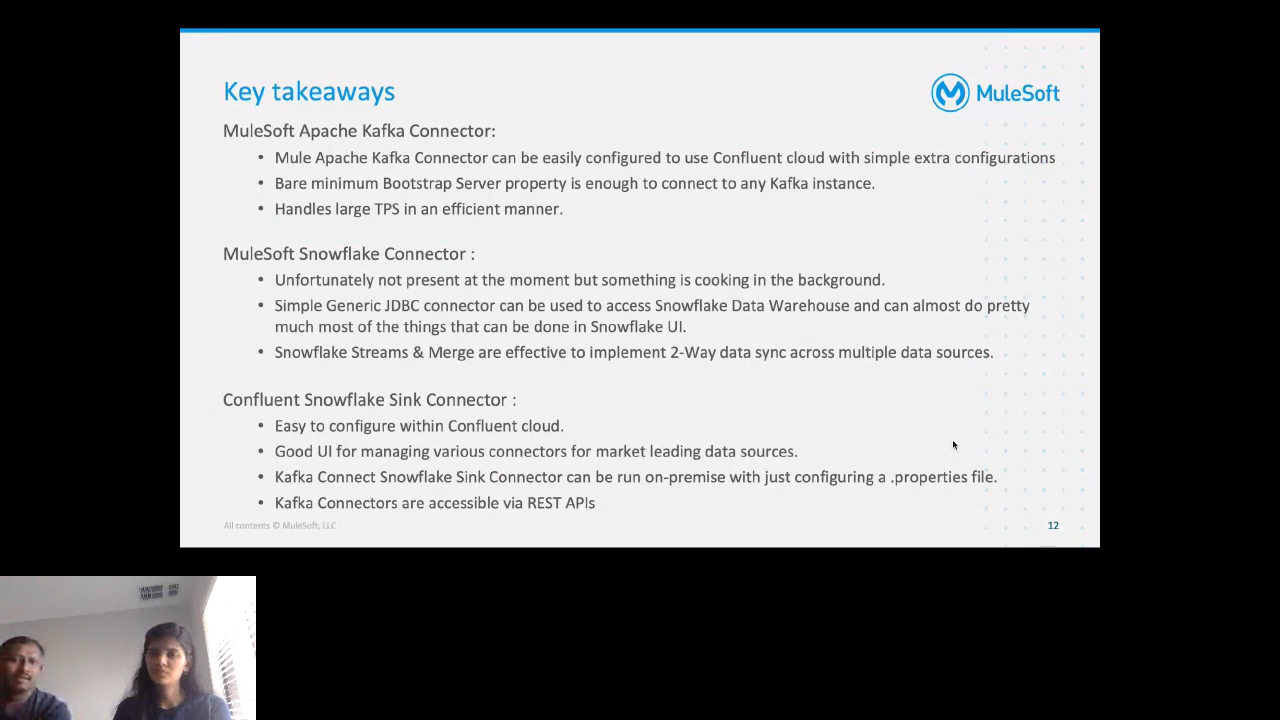 Key takeaways
MuleSoft
MuleSoft Apache Kafka Connector:
• Mule Apache Kafka Connector can be easily configured to use Confluent cloud with simple extra configurations
• Bare minimum Bootstrap Server property is enough to connect to any Kafka instance.
• Handles large TPS in an efficient manner.
MuleSoft Snowflake Connector :
• Unfortunately not present at the moment but something is cooking in the background.
• Simple Generic JDBC connector can be used to access Snowflake Data Warehouse and can almost do pretty
much most of the things that can be done in Snowflake UI.
• Snowflake Streams & Merge are effective to implement 2-Way data sync across multiple data sources.
Confluent Snowflake Sink Connector :
• Easy to configure within Confluent cloud.
• Good UI for managing various connectors for market leading data sources.
• Kafka Connect Snowflake Sink Connector can be run on-premise with just configuring a .properties file.
• Kafka Connectors are accessible via REST APIs
All contents © MuleSoft, LLC
12